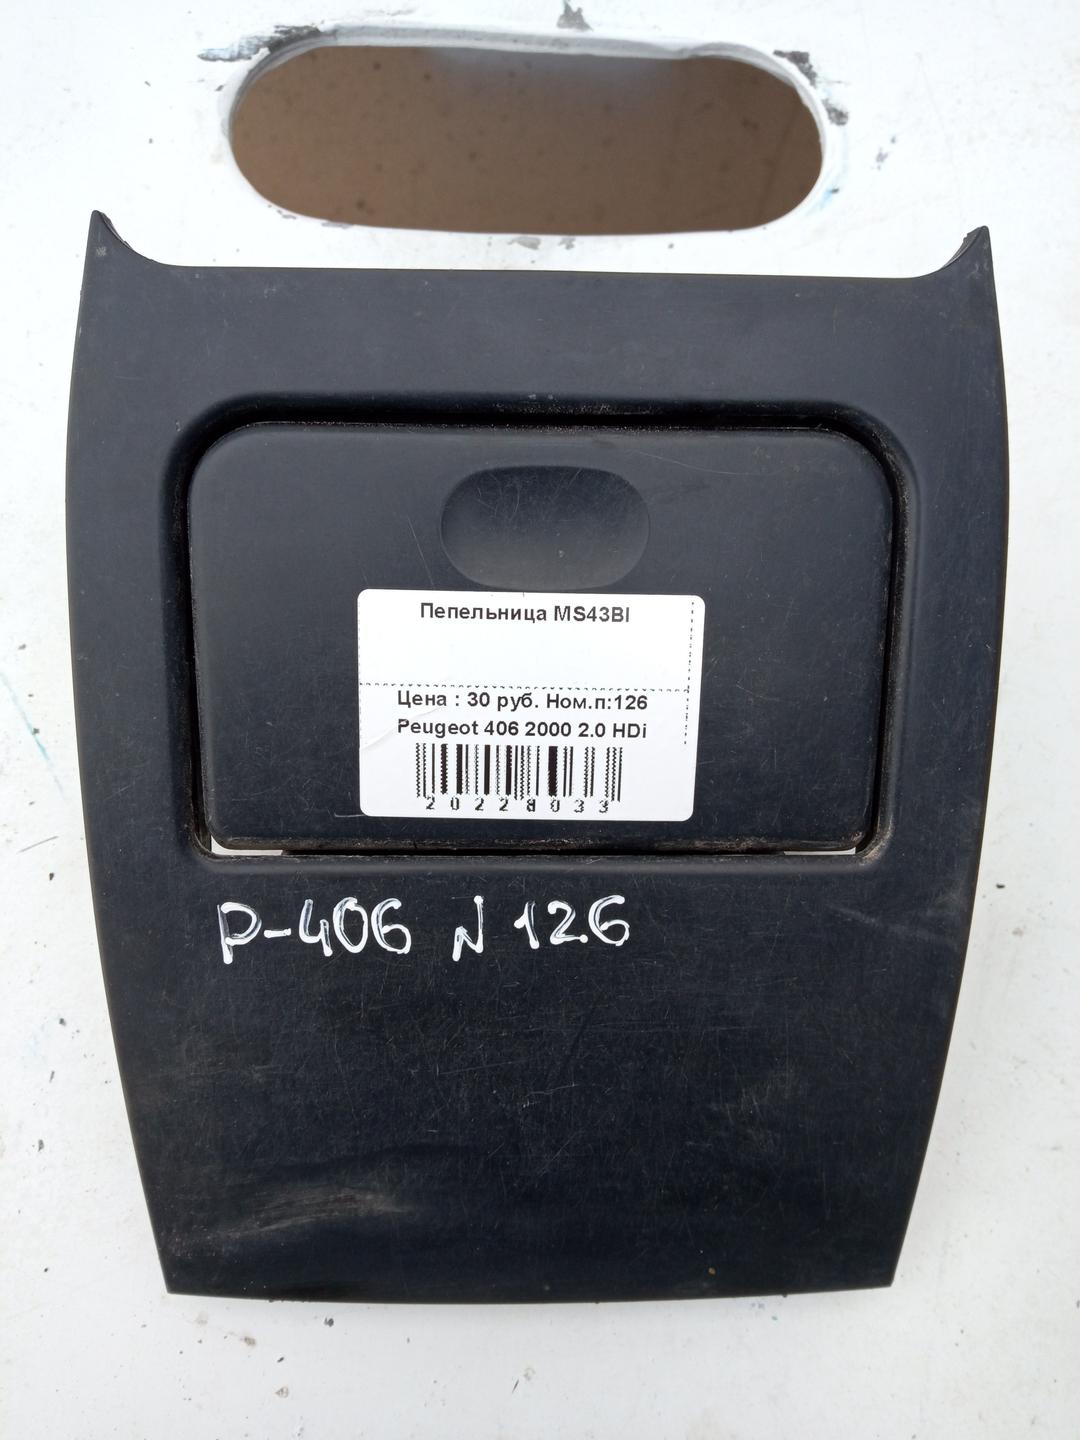 Пепельница MS43BI
Цена : 30 руб. Ном.п:126
Peugeot 406 2000 2.0 HDi
20228033
P-406 N 126